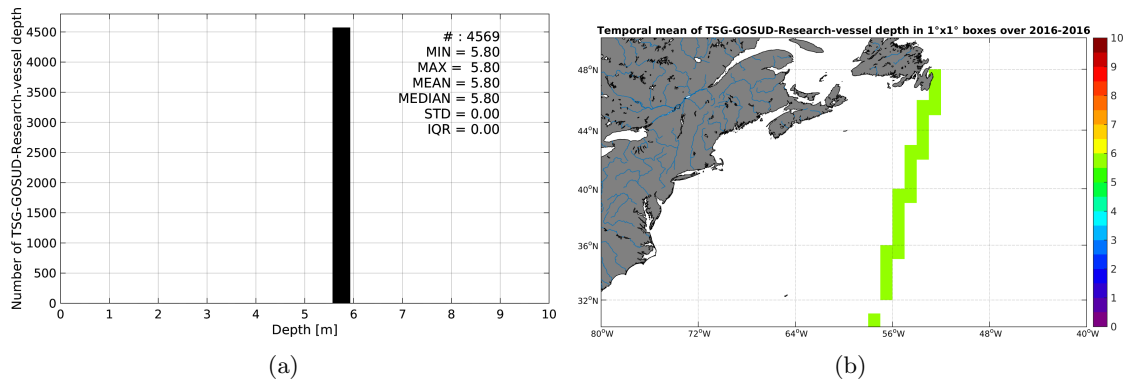 Number of TSG-GOSUD-Research-vessel depth
4500
4000
3500
3000
2500
2000
1500
1000
500
0
# : 4569
MIN = 5.80
MAX = 5.80
MEAN = 5.80
MEDIAN = 5.80
STD = 0.00
IQR = 0.00
0 1 2 3 4 5 6 7 8 9 10
Depth [m]
(a)
Temporal mean of TSG-GOSUD-Research-vessel depth in 1°x1° boxes over 2016-2016
48°N
44°N
40°N
36°N
32°N
80°W 72°W 64°W 56°W 48°W 40°W
10
9
8
7
6
5
4
3
2
1
0
(b)